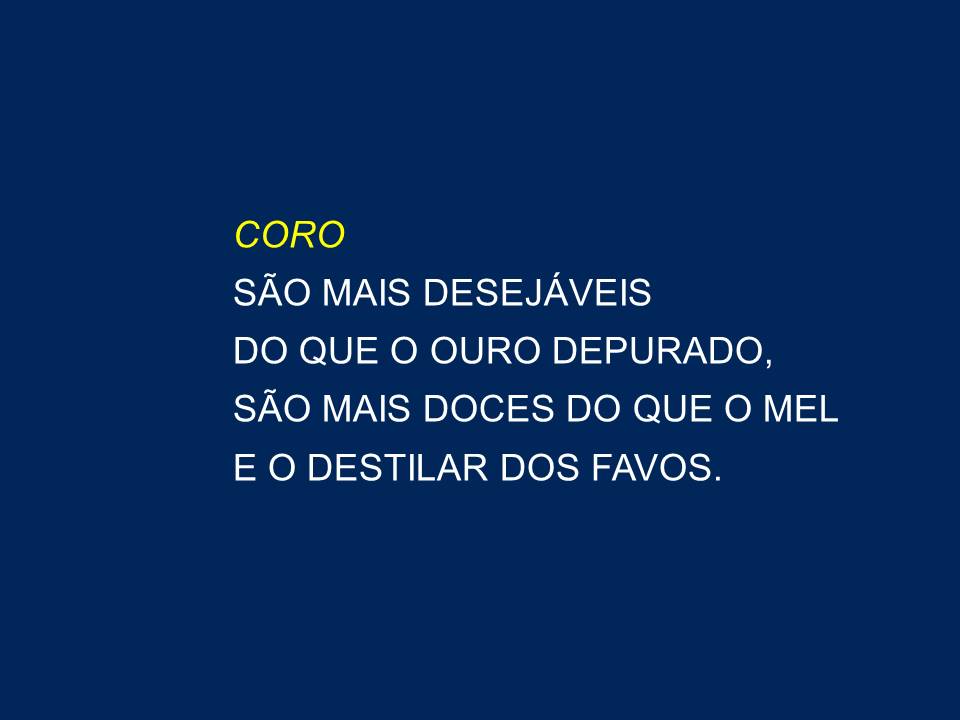 CORO
SÃO MAIS DESEJÁVEIS
DO QUE O OURO DEPURADO,
SÃO MAIS DOCES DO QUE O MEL
E O DESTILAR DOS FAVOS.